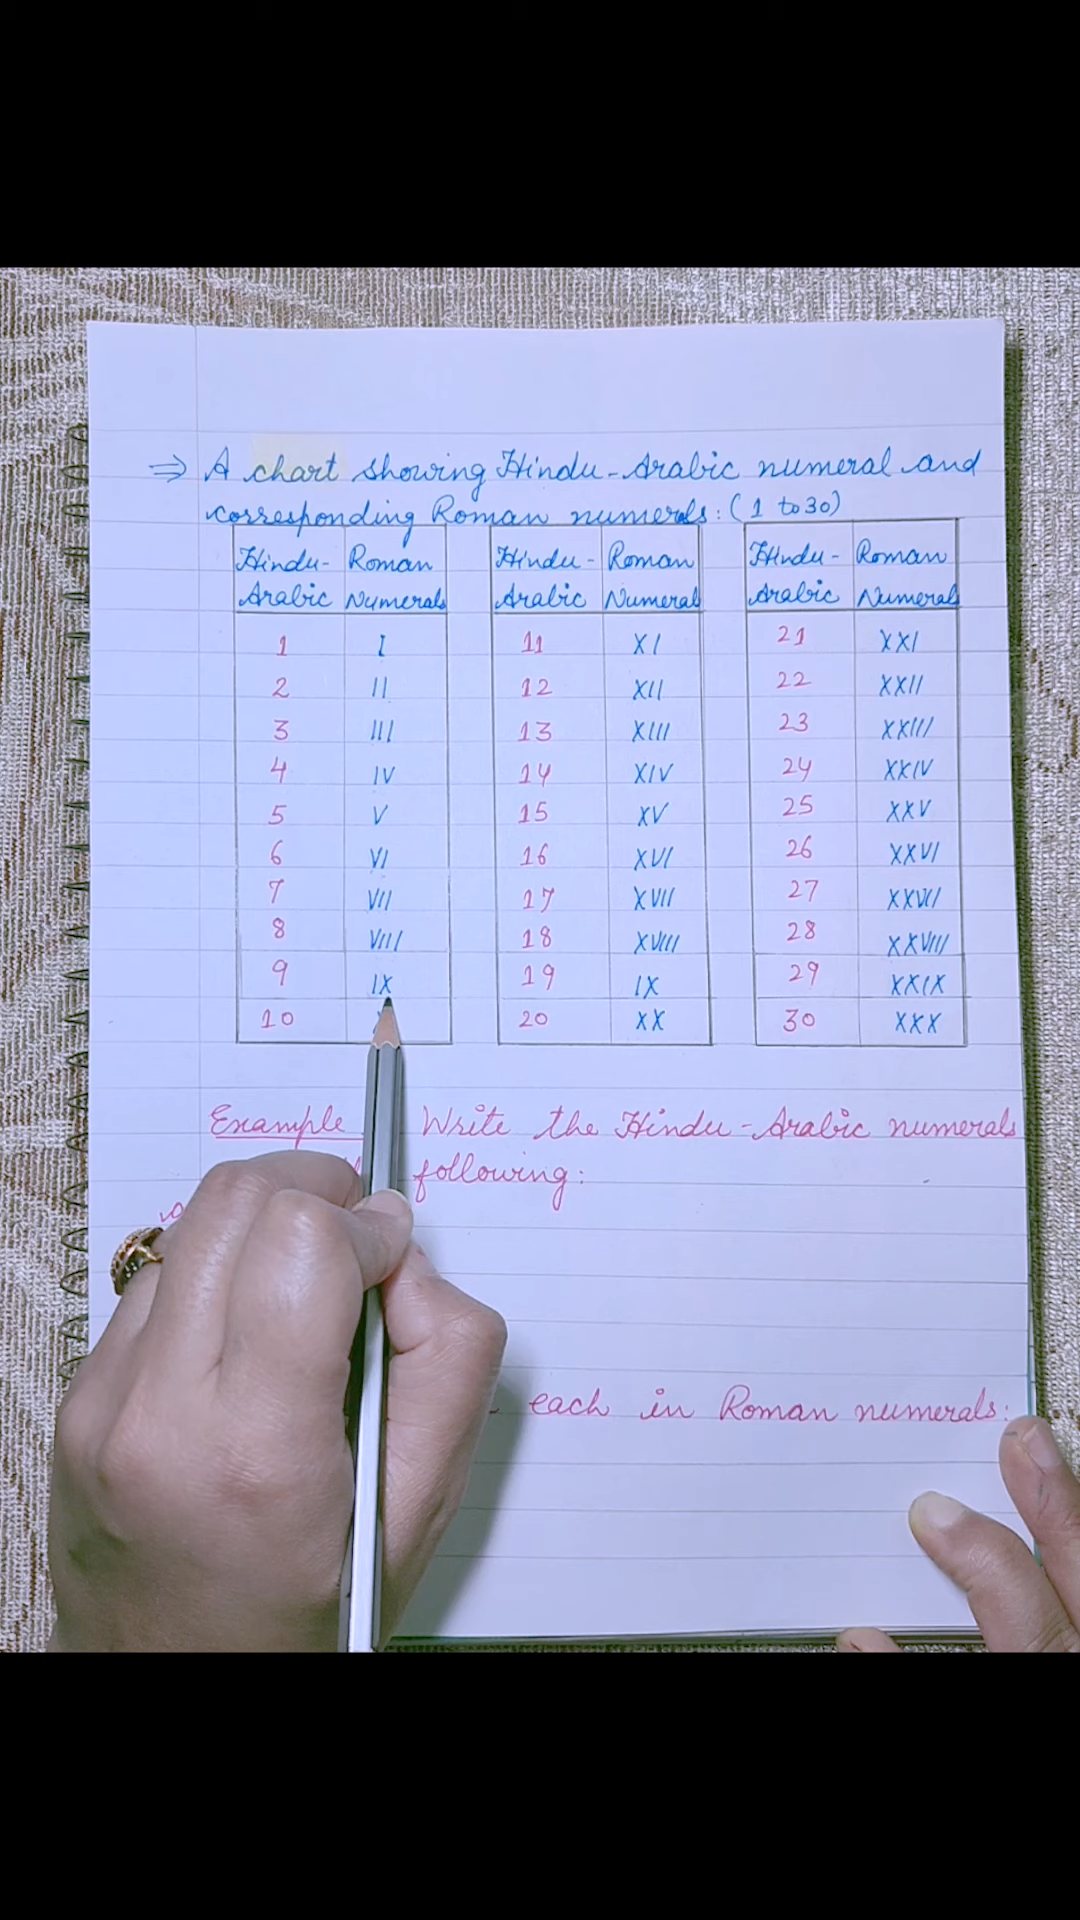 ⇒ A chart showing Hindu-Arabic numeral and
corresponding Roman numerals: (1 to 30)
Hindu- Roman Hindu- Roman Hindu- Roman
Arabic Numerals Arabic Numeral Arabic Numeral
1 I 11 XI 21 XXI
2 II 12 XII 22 XXII
3 III 13 XIII 23 XXIII
4 IV 14 XIV 24 XXIV
5 V 15 XV 25 XXV
6 VI 16 XVI 26 XXVI
7 VII 17 XVII 27 XXVII
8 VIII 18 XVIII 28 XXVIII
9 IX 19 IX 29 XXIX
10 20 XX 30 XXX
Example Write the Hindu-Arabic numerals
following:
each in Roman numerals: